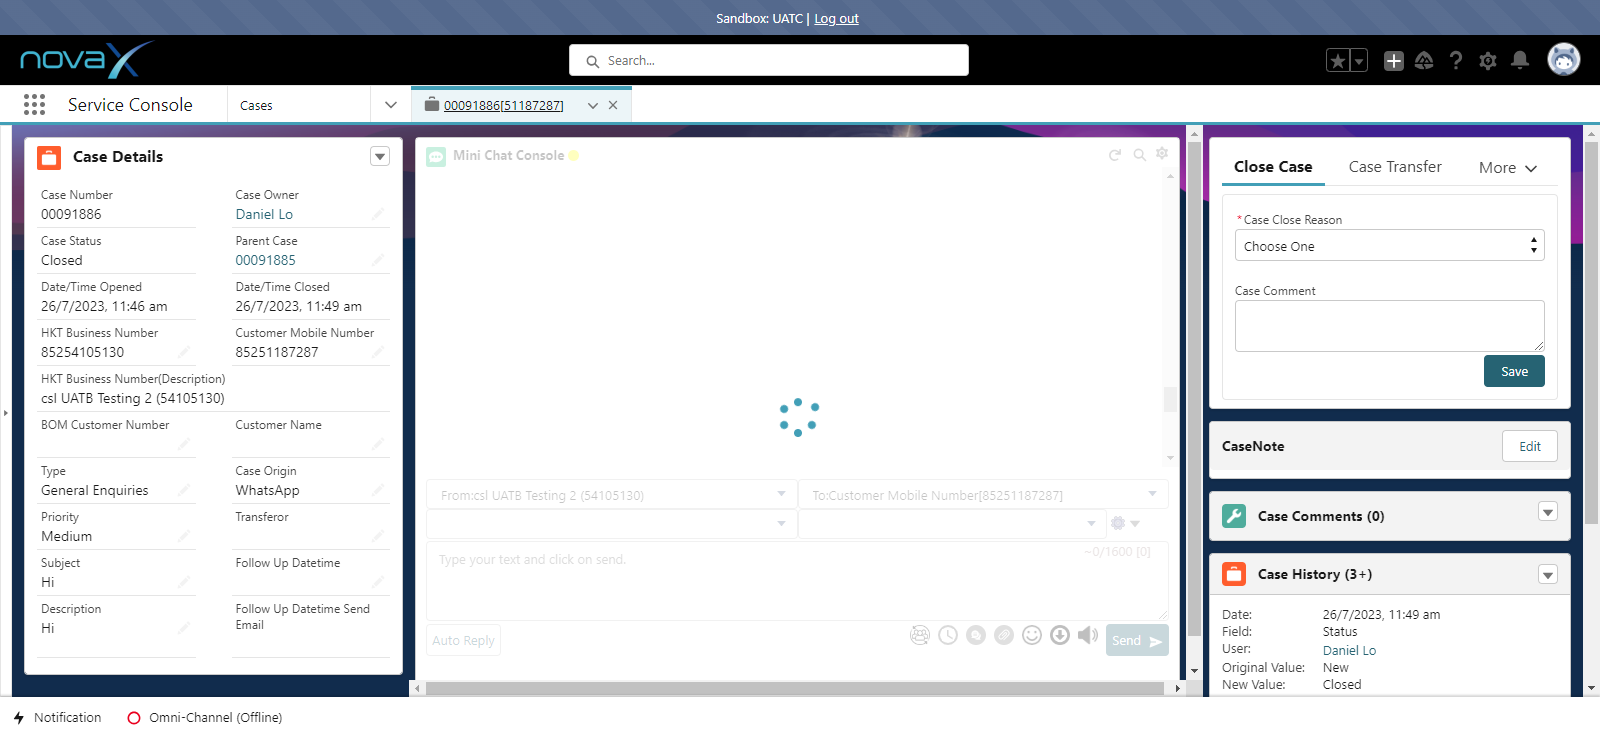 Sandbox: UATC | Log out
novax
Search...
Service Console
Cases
00091886[51187287]
Case Details
Case Number
00091886
Case Owner
Daniel Lo
Case Status
Closed
Parent Case
00091885
Date/Time Opened
26/7/2023, 11:46 am
Date/Time Closed
26/7/2023, 11:49 am
HKT Business Number
85254105130
Customer Mobile Number
85251187287
HKT Business Number(Description)
csl UATB Testing 2 (54105130)
BOM Customer Number
Customer Name
Type
General Enquiries
Case Origin
WhatsApp
Priority
Medium
Transferor
Subject
Hi
Follow Up Datetime
Description
Hi
Follow Up Datetime Send
Email
Mini Chat Console
From:csl UATB Testing 2 (54105130)
To:Customer Mobile Number[85251187287]
Type your text and click on send.
~0/1600 [0]
Auto Reply
Send
Close Case
Case Transfer
More
*Case Close Reason
Choose One
Case Comment
Save
CaseNote
Edit
Case Comments (0)
Case History (3+)
Date: 26/7/2023, 11:49 am
Field: Status
User: Daniel Lo
Original Value: New
New Value: Closed
Notification
Omni-Channel (Offline)